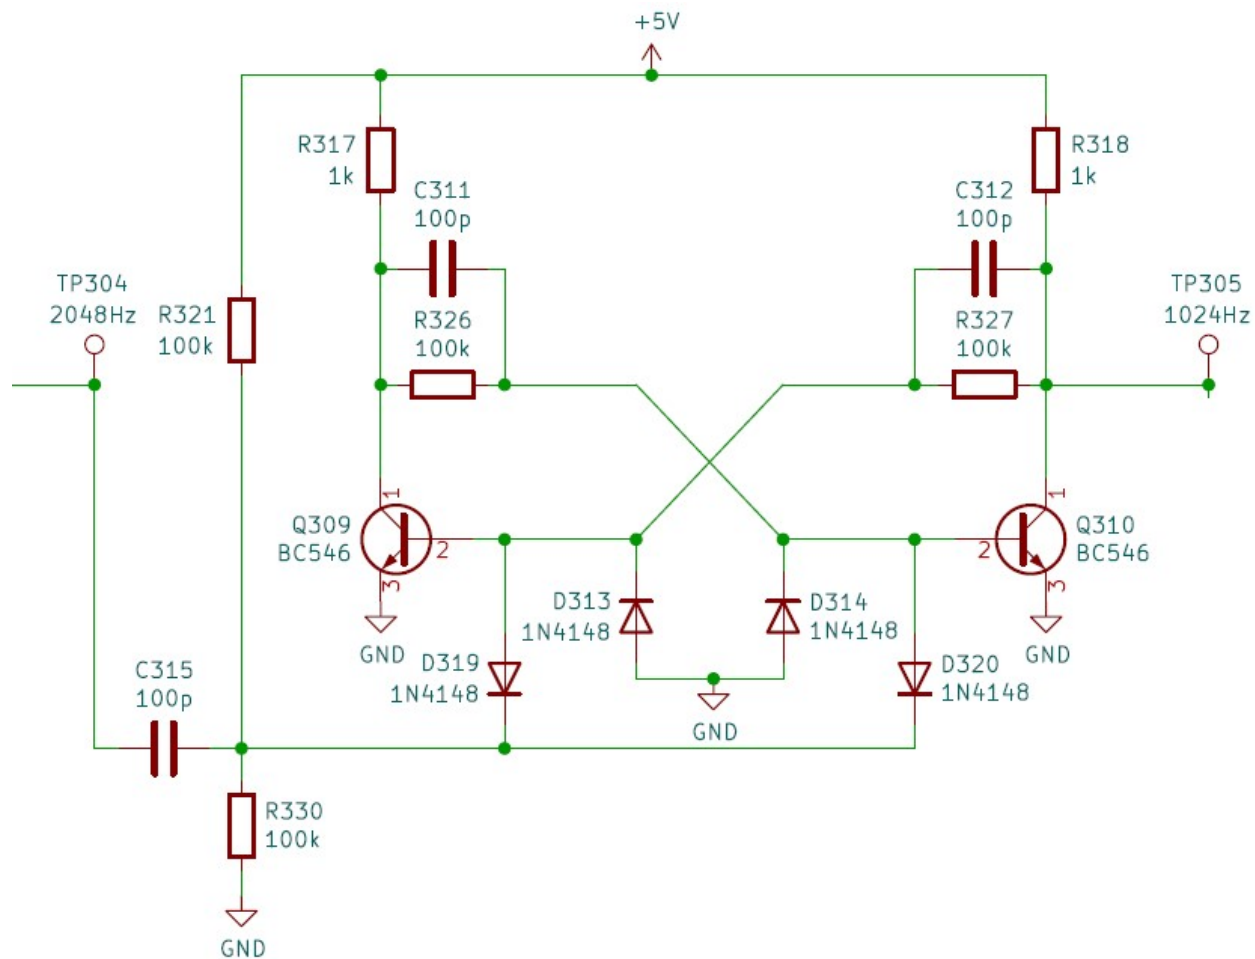 +5V
R317
1k
R318
1k
C311
100p
C312
100p
TP304
2048Hz
R321
100k
R326
100k
R327
100k
TP305
1024Hz
1
1
Q309
BC546
2
3
2
Q310
BC546
3
GND
D313
1N4148
D314
1N4148
GND
C315
100p
D319
1N4148
D320
1N4148
GND
R330
100k
GND